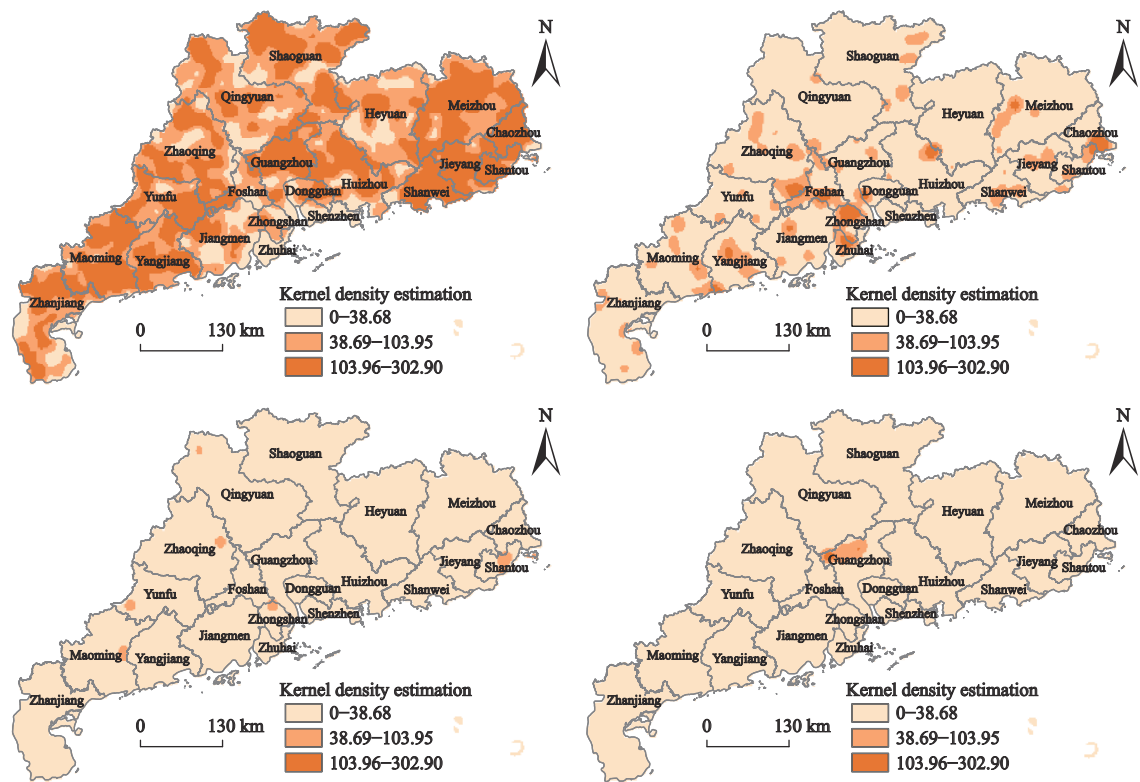 N
Shaoguan
Qingyuan
Meizhou
Heyuan
Chaozhou
Zhaoqing
Guangzhou
Jieyang
Shantou
Huizhou
Yunfu
Foshan
Dongguan
Shanwei
Zhongshan
Shenzhen
Jiangmen
Zhuhai
Maoming
Yangjiang
Zhanjiang
Kernel density estimation
0–38.68
38.69–103.95
103.96–302.90
0 130 km
N
Shaoguan
Qingyuan
Meizhou
Heyuan
Chaozhou
Zhaoqing
Guangzhou
Jieyang
Shantou
Huizhou
Yunfu
Foshan
Dongguan
Shanwei
Zhongshan
Shenzhen
Jiangmen
Zhuhai
Maoming
Yangjiang
Zhanjiang
Kernel density estimation
0–38.68
38.69–103.95
103.96–302.90
0 130 km
N
Shaoguan
Qingyuan
Meizhou
Heyuan
Chaozhou
Zhaoqing
Guangzhou
Jieyang
Shantou
Huizhou
Yunfu
Foshan
Dongguan
Shanwei
Zhongshan
Shenzhen
Jiangmen
Zhuhai
Maoming
Yangjiang
Zhanjiang
Kernel density estimation
0–38.68
38.69–103.95
103.96–302.90
0 130 km
N
Shaoguan
Qingyuan
Meizhou
Heyuan
Chaozhou
Zhaoqing
Guangzhou
Jieyang
Shantou
Huizhou
Yunfu
Foshan
Dongguan
Shanwei
Zhongshan
Shenzhen
Jiangmen
Zhuhai
Maoming
Yangjiang
Zhanjiang
Kernel density estimation
0–38.68
38.69–103.95
103.96–302.90
0 130 km